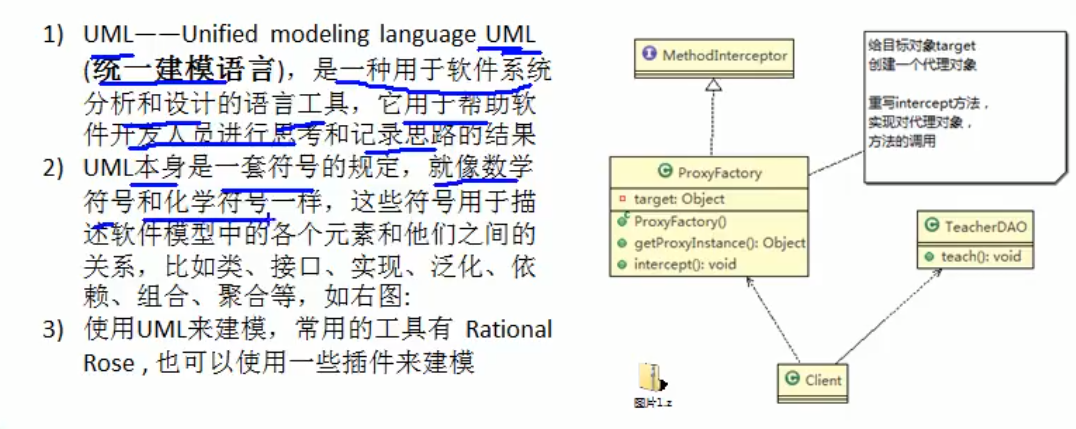 1) UML——Unified modeling language UML
(统一建模语言)，是一种用于软件系统
分析和设计的语言工具，它用于帮助软
件开发人员进行思考和记录思路的结果
2) UML本身是一套符号的规定，就像数学
符号和化学符号一样，这些符号用于描
述软件模型中的各个元素和他们之间的
关系，比如类、接口、实现、泛化、依
赖、组合、聚合等，如右图:
3) 使用UML来建模，常用的工具有 Rational
Rose , 也可以使用一些插件来建模
I MethodInterceptor
给目标对象target
创建一个代理对象
重写intercept方法，
实现对代理对象，
方法的调用
C ProxyFactory
target: Object
ProxyFactory()
getProxyInstance(): Object
intercept(): void
C TeacherDAO
teach(): void
C Client
图片1.z